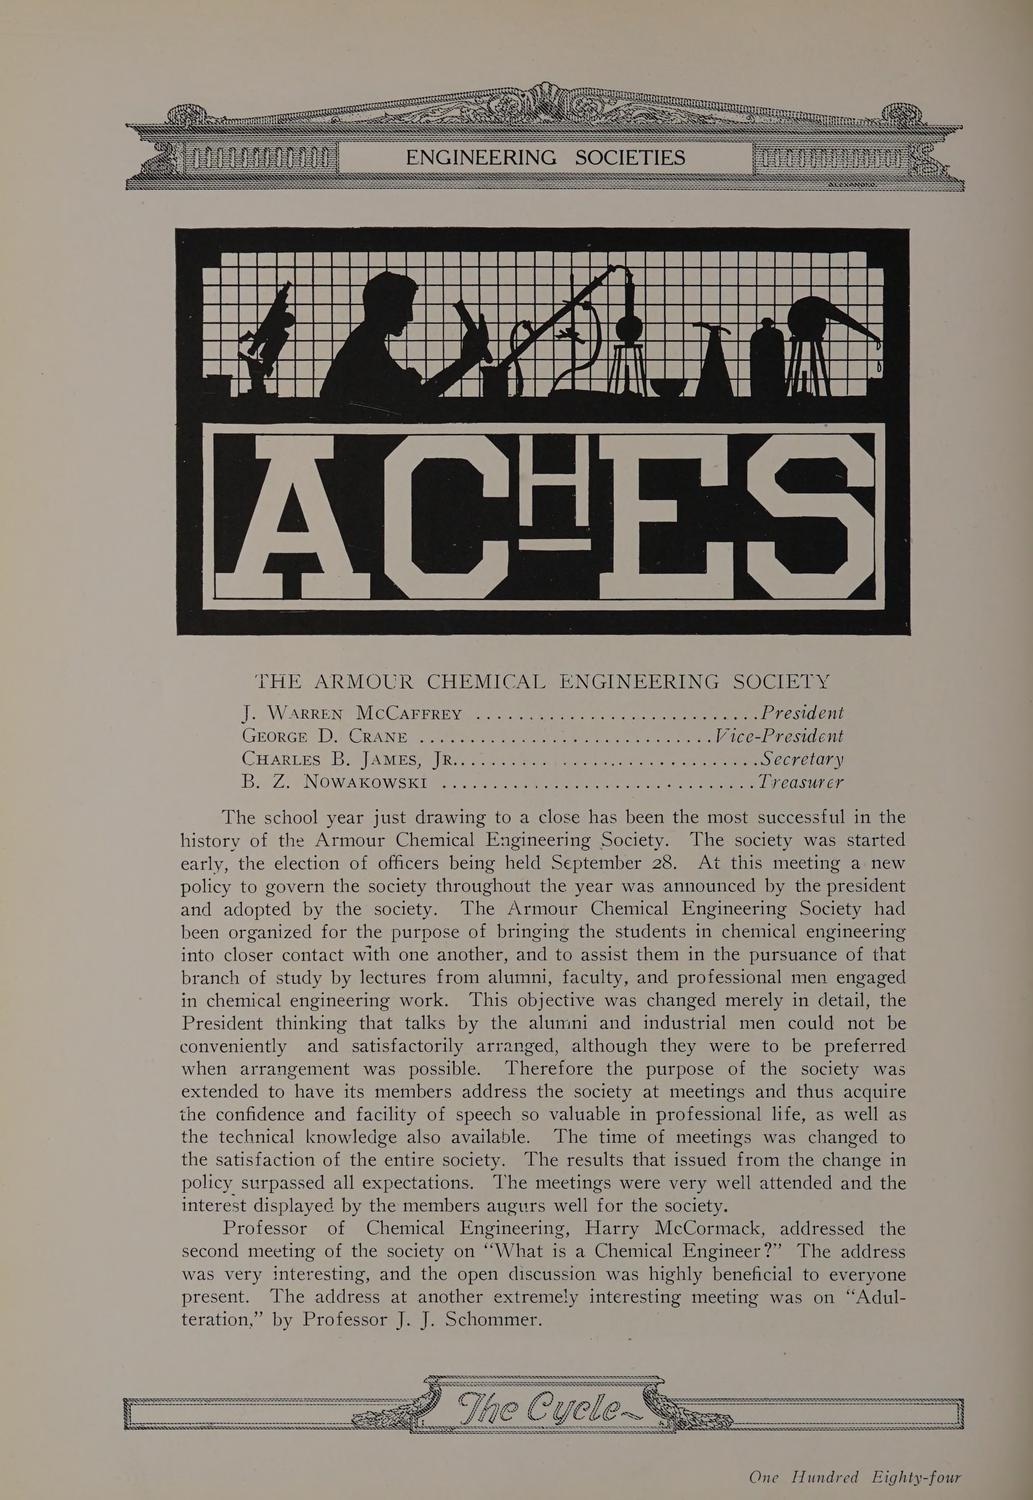 ENGINEERING SOCIETIES
ALEXANDRO.
ACHES
THE ARMOUR CHEMICAL ENGINEERING SOCIETY
J. WARREN MCCAFFREY ............................. President
GEORGE D. CRANE ............................... Vice-President
CHARLES B. JAMES, JR. ............................... Secretary
B. Z. NOWAKOWSKI ............................... Treasurer
The school year just drawing to a close has been the most successful in the
history of the Armour Chemical Engineering Society. The society was started
early, the election of officers being held September 28. At this meeting a new
policy to govern the society throughout the year was announced by the president
and adopted by the society. The Armour Chemical Engineering Society had
been organized for the purpose of bringing the students in chemical engineering
into closer contact with one another, and to assist them in the pursuance of that
branch of study by lectures from alumni, faculty, and professional men engaged
in chemical engineering work. This objective was changed merely in detail, the
President thinking that talks by the alumni and industrial men could not be
conveniently and satisfactorily arranged, although they were to be preferred
when arrangement was possible. Therefore the purpose of the society was
extended to have its members address the society at meetings and thus acquire
the confidence and facility of speech so valuable in professional life, as well as
the technical knowledge also available. The time of meetings was changed to
the satisfaction of the entire society. The results that issued from the change in
policy surpassed all expectations. The meetings were very well attended and the
interest displayed by the members augurs well for the society.
Professor of Chemical Engineering, Harry McCormack, addressed the
second meeting of the society on “What is a Chemical Engineer?” The address
was very interesting, and the open discussion was highly beneficial to everyone
present. The address at another extremely interesting meeting was on “Adul-
teration,” by Professor J. J. Schommer.
The Cycle
One Hundred Eighty-four